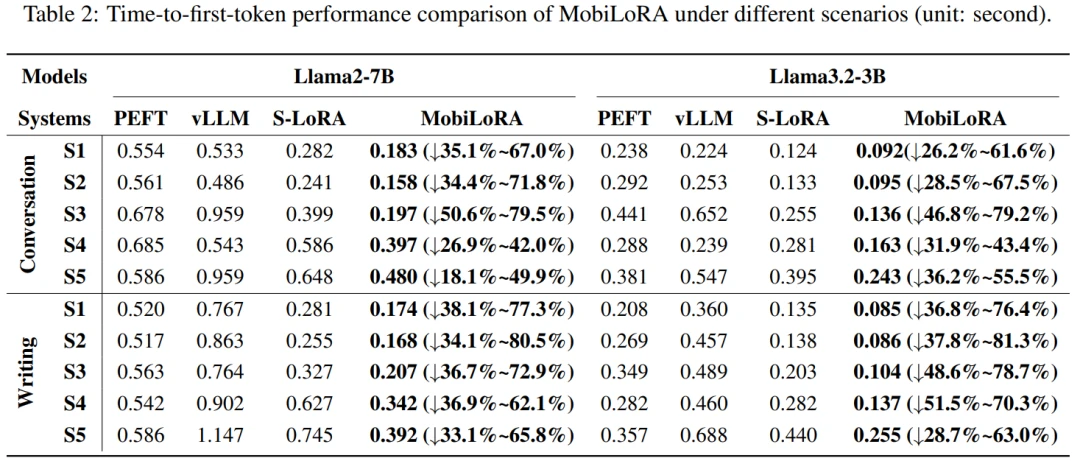 Table 2: Time-to-first-token performance comparison of MobiLoRA under different scenarios (unit: second).
Models Llama2-7B Llama3.2-3B
Systems PEFT vLLM S-LoRA MobiLoRA PEFT vLLM S-LoRA MobiLoRA
Conversation
S1 0.554 0.533 0.282 0.183 (↓35.1%~67.0%) 0.238 0.224 0.124 0.092(↓26.2%~61.6%)
S2 0.561 0.486 0.241 0.158 (↓34.4%~71.8%) 0.292 0.253 0.133 0.095 (↓28.5%~67.5%)
S3 0.678 0.959 0.399 0.197 (↓50.6%~79.5%) 0.441 0.652 0.255 0.136 (↓46.8%~79.2%)
S4 0.685 0.543 0.586 0.397 (↓26.9%~42.0%) 0.288 0.239 0.281 0.163 (↓31.9%~43.4%)
S5 0.586 0.959 0.648 0.480 (↓18.1%~49.9%) 0.381 0.547 0.395 0.243 (↓36.2%~55.5%)
Writing
S1 0.520 0.767 0.281 0.174 (↓38.1%~77.3%) 0.208 0.360 0.135 0.085 (↓36.8%~76.4%)
S2 0.517 0.863 0.255 0.168 (↓34.1%~80.5%) 0.269 0.457 0.138 0.086 (↓37.8%~81.3%)
S3 0.563 0.764 0.327 0.207 (↓36.7%~72.9%) 0.349 0.489 0.203 0.104 (↓48.6%~78.7%)
S4 0.542 0.902 0.627 0.342 (↓36.9%~62.1%) 0.282 0.460 0.282 0.137 (↓51.5%~70.3%)
S5 0.586 1.147 0.745 0.392 (↓33.1%~65.8%) 0.357 0.688 0.440 0.255 (↓28.7%~63.0%)